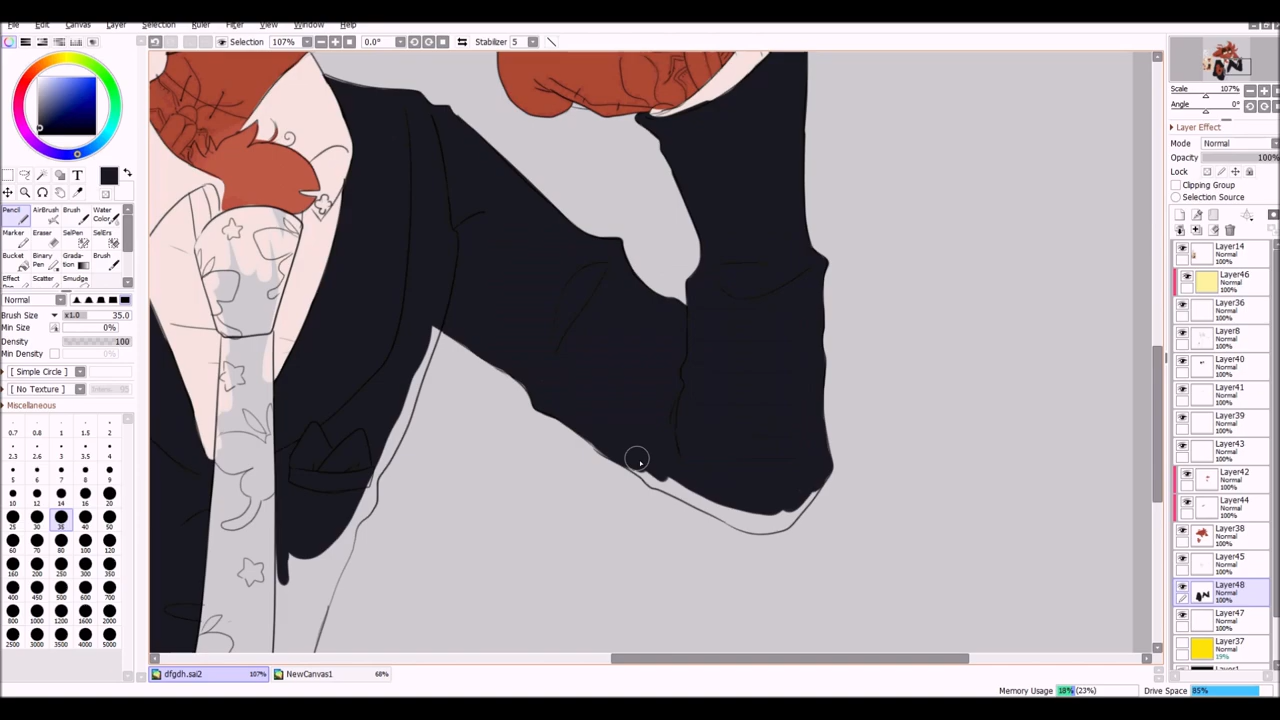 File Edit Canvas Layer Selection Ruler Filter View Window Help
Selection 107% 0.0° Stabilizer 5
T
Pencil AirBrush Brush Water Color
Marker Eraser SelPen SelErs
Bucket Binary Pen Gradation Brush
Effect Scatter Smudge
Normal
Brush Size x1.0 35.0
Min Size 0%
Density 100
Min Density 0%
[ Simple Circle ]
[ No Texture ]
Miscellaneous
0.7 0.8 1 1.5 2
2.3 2.6 3 3.5 4
5 6 7 8 9
10 12 14 16 20
25 30 35 40 50
60 70 80 100 120
160 200 250 300 350
400 450 500 600 700
800 1000 1200 1600 2000
2500 3000 3500 4000 5000
dfgdh.sai2 107% NewCanvas1 68%
Memory Usage 18% (23%) Drive Space 85%
Scale 107%
Angle 0°
Layer Effect
Mode Normal
Opacity 100%
Lock
Clipping Group
Selection Source
Layer14
Normal
100%
Layer46
Normal
100%
Layer36
Normal
100%
Layer8
Normal
100%
Layer40
Normal
100%
Layer41
Normal
100%
Layer39
Normal
100%
Layer43
Normal
100%
Layer42
Normal
100%
Layer44
Normal
100%
Layer38
Normal
100%
Layer45
Normal
100%
Layer48
Normal
100%
Layer47
Normal
100%
Layer37
Normal
19%
Layer1